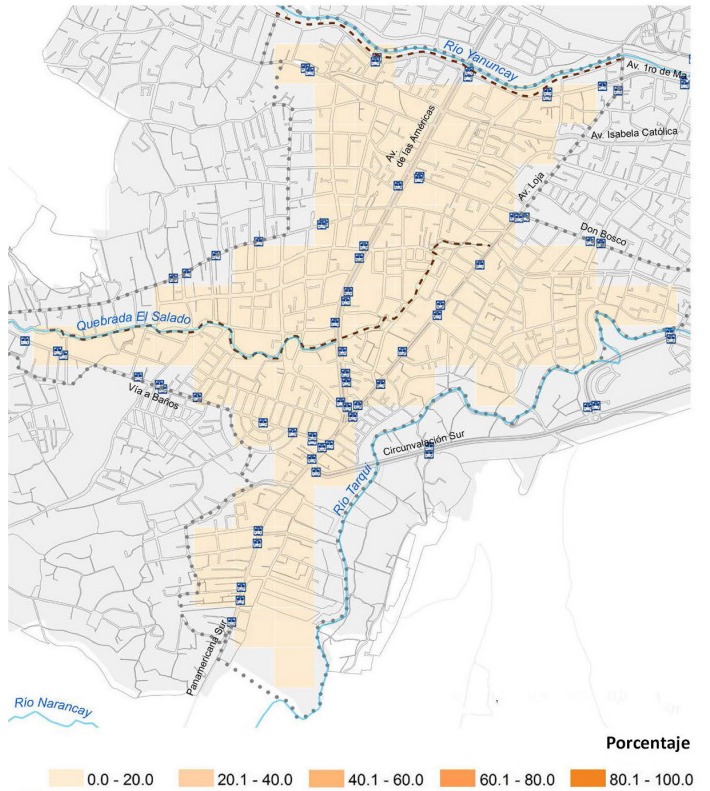 Río Yanuncay
Av. 1ro de Ma
Av.
de las Américas
Av. Isabela Católica
Av. Loja
Don Bosco
Quebrada El Salado
Vía a Baños
Circunvalación Sur
Río Tarqui
Panamericana Sur
Río Narancay
Porcentaje
0.0 - 20.0
20.1 - 40.0
40.1 - 60.0
60.1 - 80.0
80.1 - 100.0